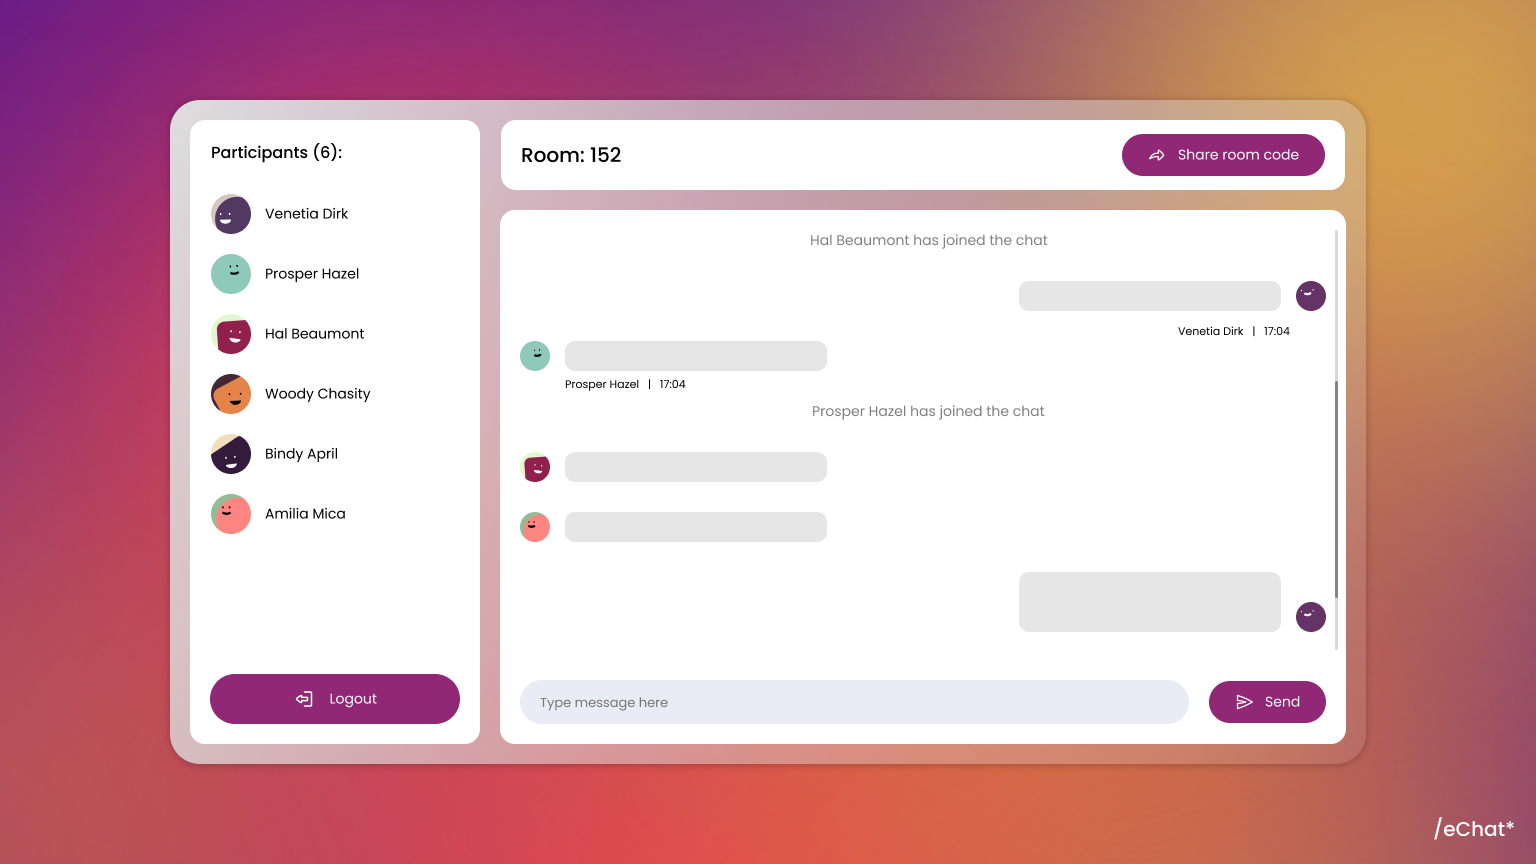 Participants (6):
Venetia Dirk
Prosper Hazel
Hal Beaumont
Woody Chasity
Bindy April
Amilia Mica
Logout
Room: 152
Share room code
Hal Beaumont has joined the chat
Venetia Dirk | 17:04
Prosper Hazel | 17:04
Prosper Hazel has joined the chat
Type message here
Send
/eChat*